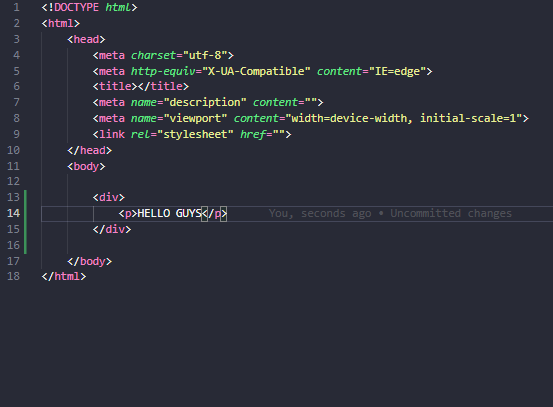 1 <!DOCTYPE html>
2 <html>
3     <head>
4         <meta charset="utf-8">
5         <meta http-equiv="X-UA-Compatible" content="IE=edge">
6         <title></title>
7         <meta name="description" content="">
8         <meta name="viewport" content="width=device-width, initial-scale=1">
9         <link rel="stylesheet" href="">
10     </head>
11     <body>
12
13         <div>
14             <p>HELLO GUYS</p>     You, seconds ago • Uncommitted changes
15         </div>
16
17     </body>
18 </html>